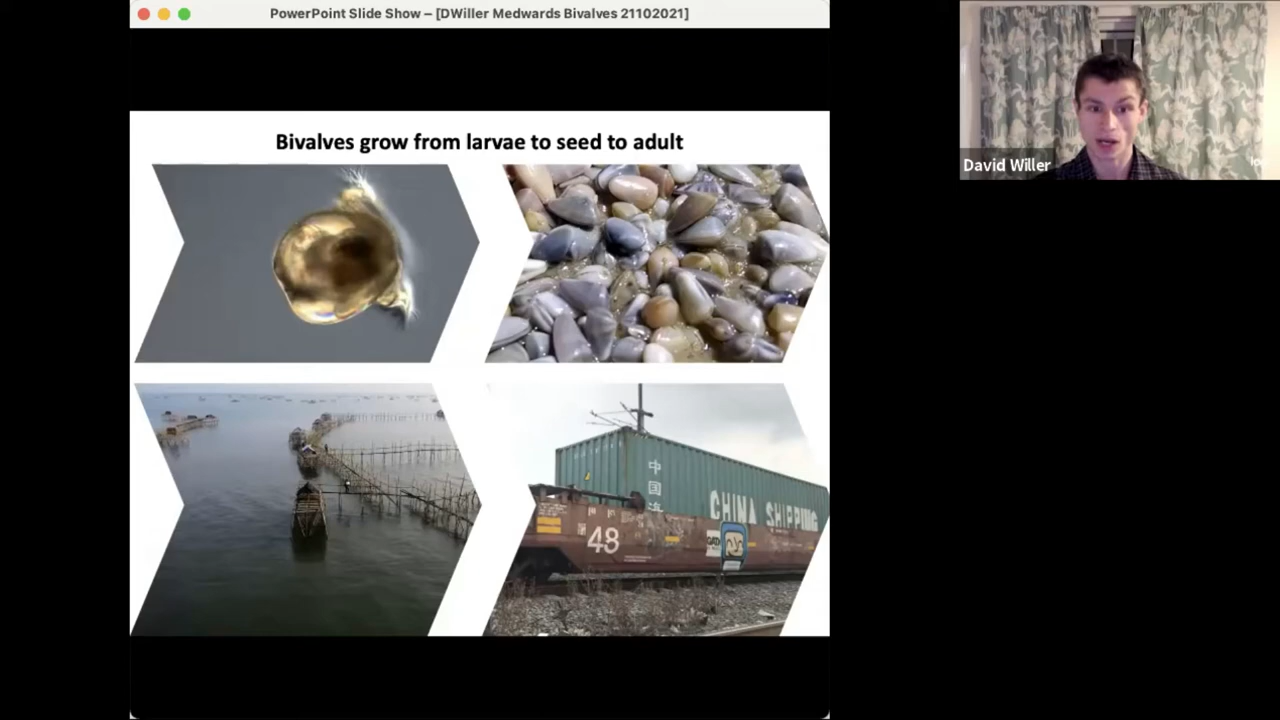 PowerPoint Slide Show – [DWiller Medwards Bivalves 21102021]
Bivalves grow from larvae to seed to adult
David Willer
中
国
海
CHINA SHIPPING
48